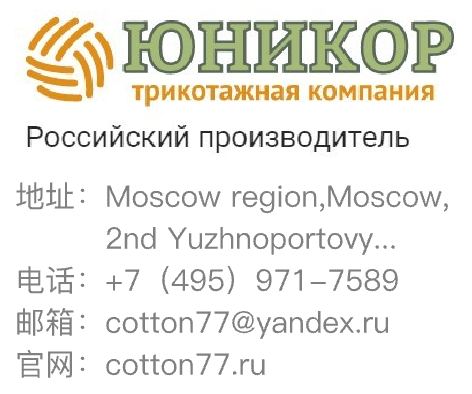 ЮНИКОР
трикотажная компания
Российский производитель
地址：Moscow region,Moscow,
2nd Yuzhnoportovy...
电话：+7（495）971-7589
邮箱：cotton77@yandex.ru
官网：cotton77.ru